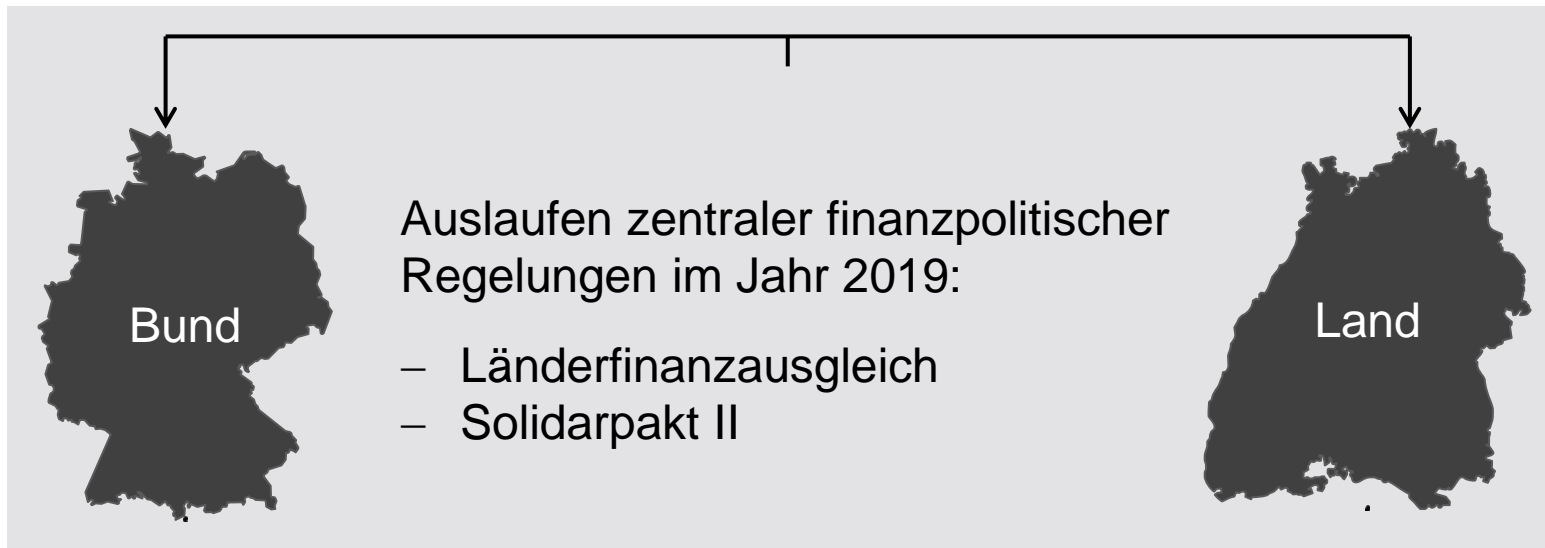 Auslaufen zentraler finanzpolitischer
Regelungen im Jahr 2019:
Bund
Land
– Länderfinanzausgleich
– Solidarpakt II